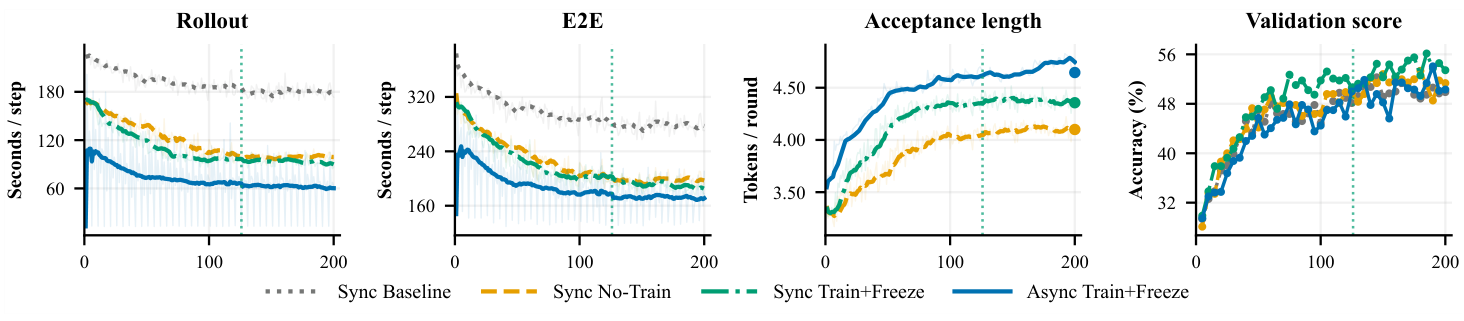 Rollout
Seconds / step
180
120
60
0
100
200
E2E
Seconds / step
320
240
160
0
100
200
Acceptance length
Tokens / round
4.50
4.00
3.50
0
100
200
Validation score
Accuracy (%)
56
48
40
32
0
100
200
Sync Baseline
Sync No-Train
Sync Train+Freeze
Async Train+Freeze